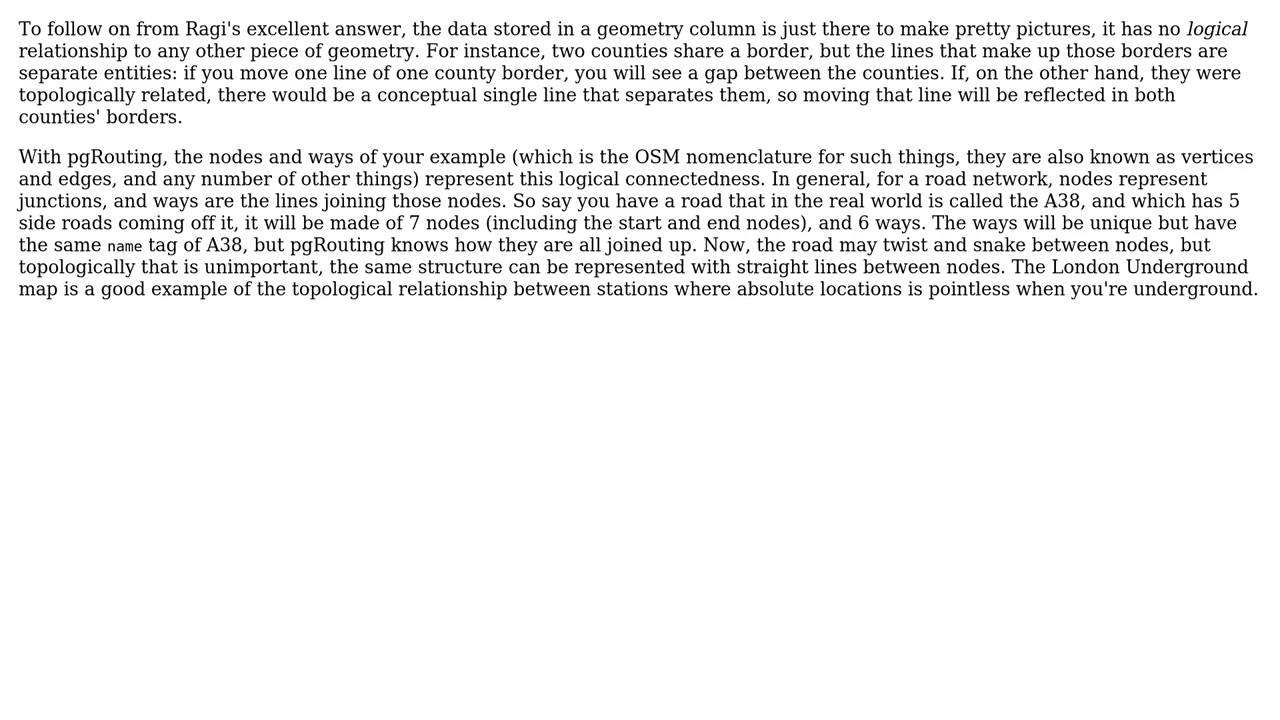 To follow on from Ragi's excellent answer, the data stored in a geometry column is just there to make pretty pictures, it has no logical
relationship to any other piece of geometry. For instance, two counties share a border, but the lines that make up those borders are
separate entities: if you move one line of one county border, you will see a gap between the counties. If, on the other hand, they were
topologically related, there would be a conceptual single line that separates them, so moving that line will be reflected in both
counties' borders.
With pgRouting, the nodes and ways of your example (which is the OSM nomenclature for such things, they are also known as vertices
and edges, and any number of other things) represent this logical connectedness. In general, for a road network, nodes represent
junctions, and ways are the lines joining those nodes. So say you have a road that in the real world is called the A38, and which has 5
side roads coming off it, it will be made of 7 nodes (including the start and end nodes), and 6 ways. The ways will be unique but have
the same name tag of A38, but pgRouting knows how they are all joined up. Now, the road may twist and snake between nodes, but
topologically that is unimportant, the same structure can be represented with straight lines between nodes. The London Underground
map is a good example of the topological relationship between stations where absolute locations is pointless when you're underground.